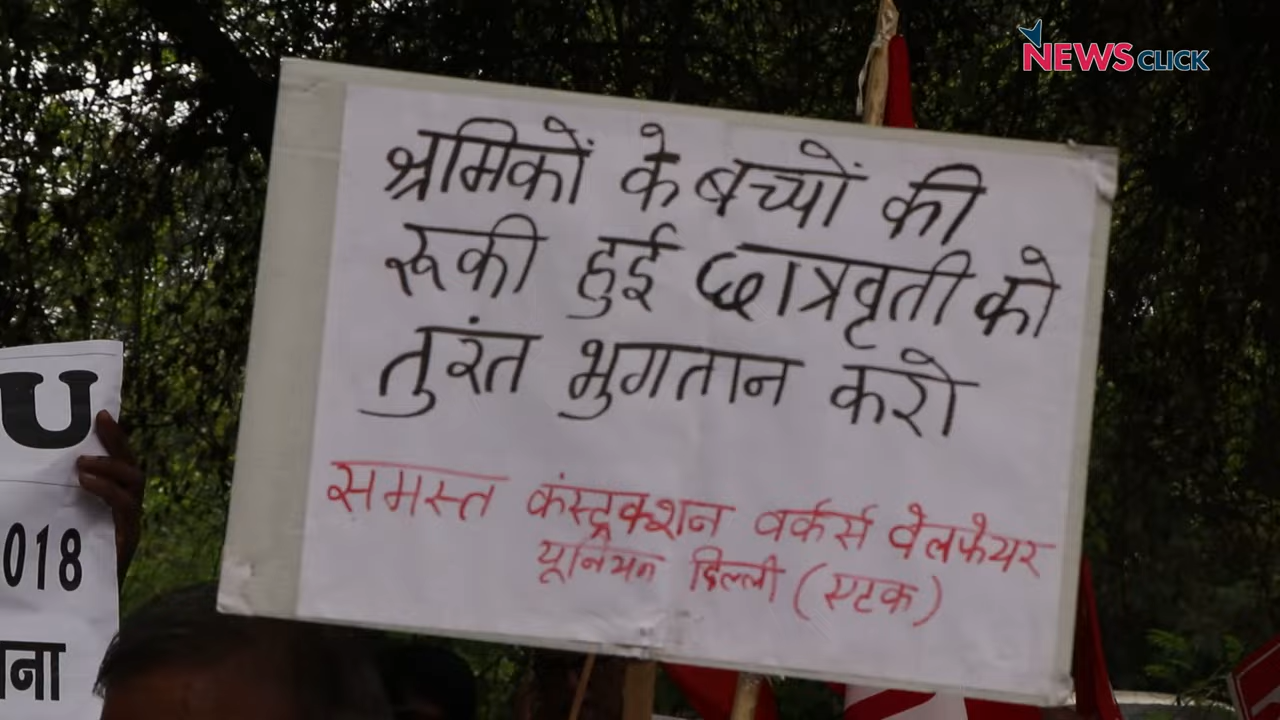 NEWSCLICK
श्रमिकों के बच्चों की
रूकी हुई छात्रवृती को
तुरंत भुगतान करो
समस्त कंस्ट्रक्शन वर्कर्स वेलफेयर
यूनियन दिल्ली (एटक)
U
018
ना